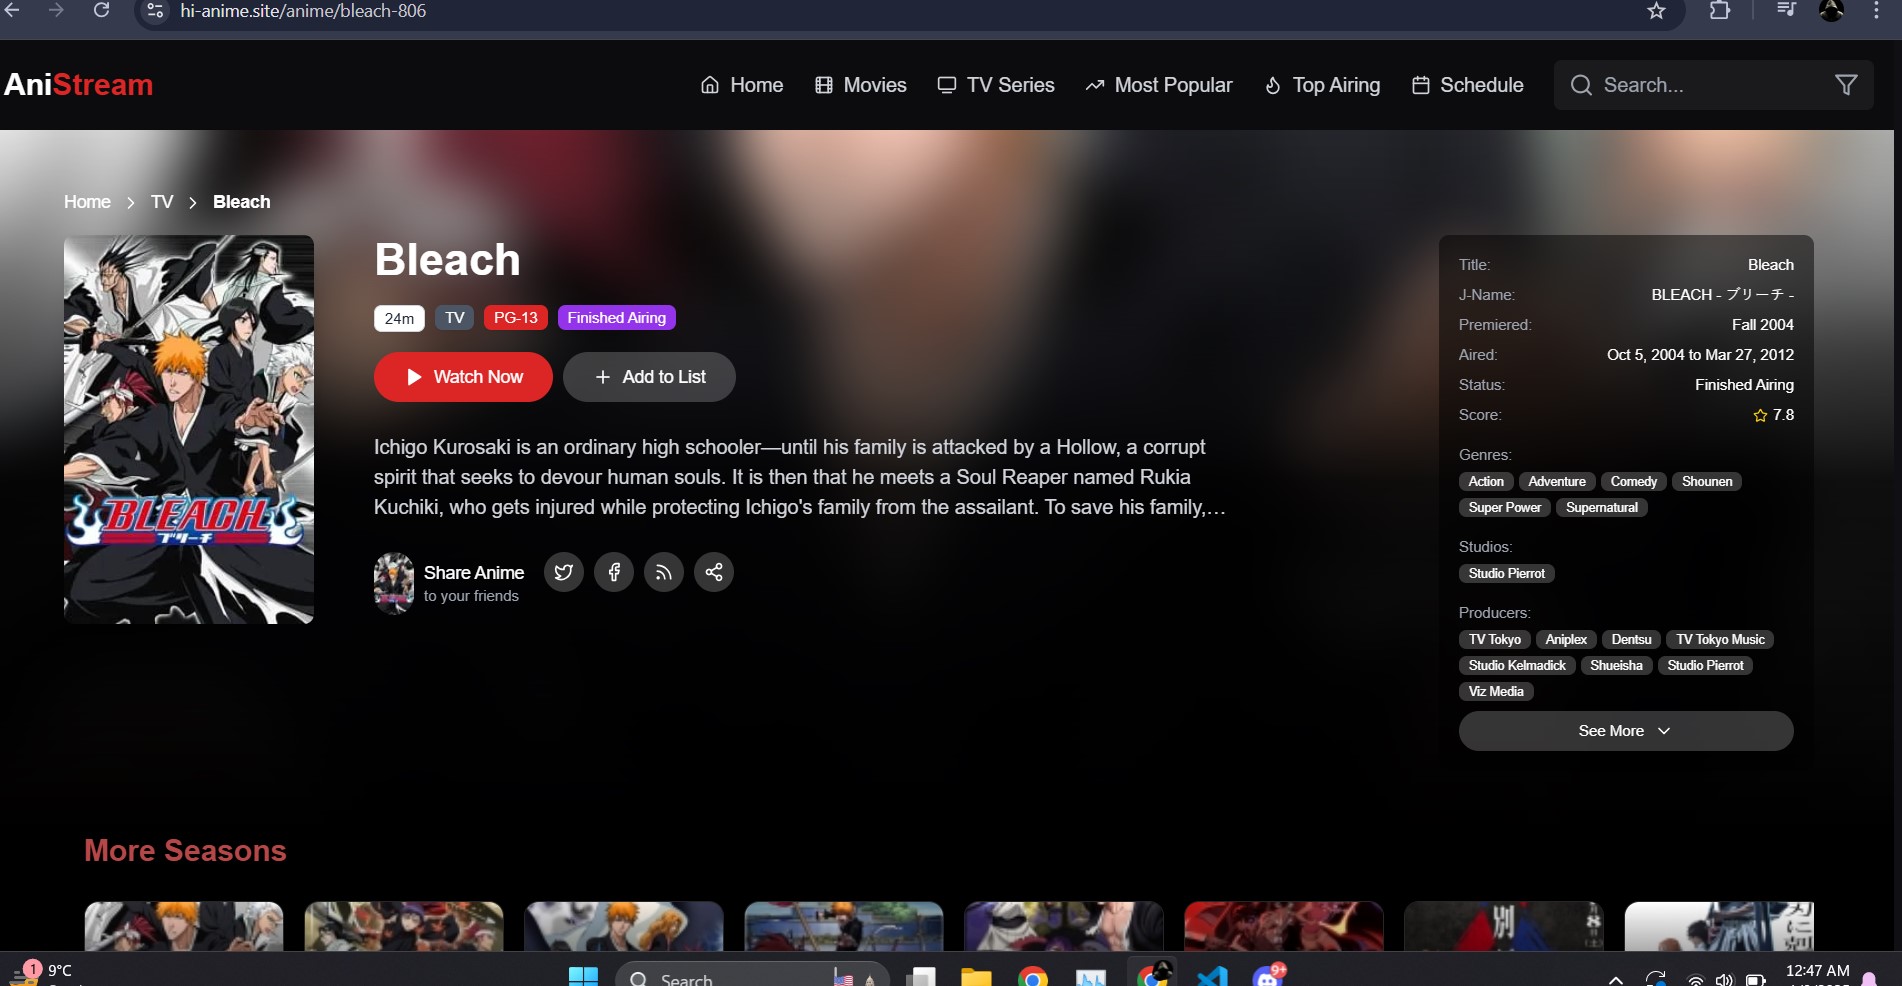 hi-anime.site/anime/bleach-806
AniStream
Home
Movies
TV Series
Most Popular
Top Airing
Schedule
Search...
Home > TV > Bleach
BLEACH
ブリーチ
Bleach
24m
TV
PG-13
Finished Airing
Watch Now
+ Add to List
Ichigo Kurosaki is an ordinary high schooler—until his family is attacked by a Hollow, a corrupt
spirit that seeks to devour human souls. It is then that he meets a Soul Reaper named Rukia
Kuchiki, who gets injured while protecting Ichigo's family from the assailant. To save his family,…
Share Anime
to your friends
Title: Bleach
J-Name: BLEACH - ブリーチ -
Premiered: Fall 2004
Aired: Oct 5, 2004 to Mar 27, 2012
Status: Finished Airing
Score: 7.8
Genres:
Action Adventure Comedy Shounen
Super Power Supernatural
Studios:
Studio Pierrot
Producers:
TV Tokyo Aniplex Dentsu TV Tokyo Music
Studio Kelmadick Shueisha Studio Pierrot
Viz Media
See More
More Seasons
別
1
9°C
Search
9+
12:47 AM